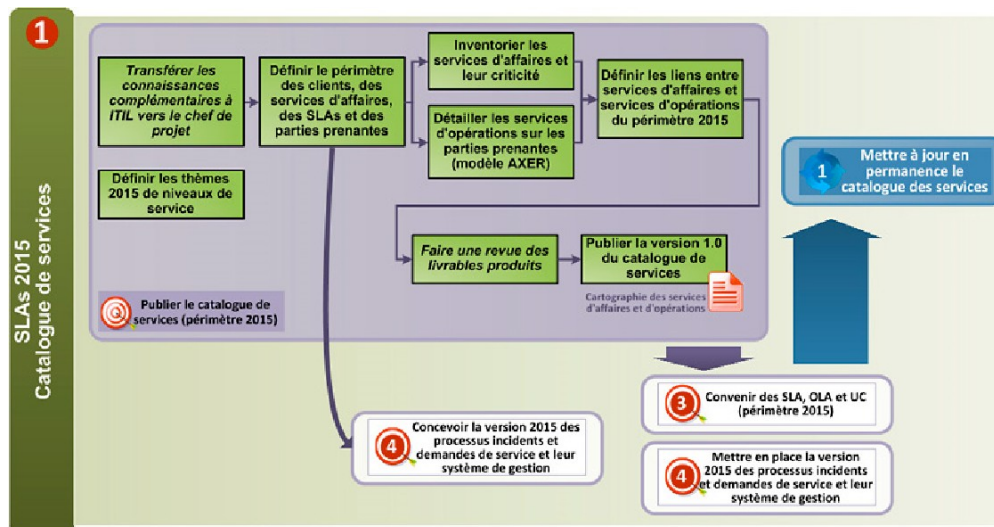 1
SLAs 2015
Catalogue de services
Transférer les
connaissances
complémentaires à
ITIL vers le chef de
projet
Définir le périmètre
des clients, des
services d'affaires,
des SLAs et des
parties prenantes
Inventorier les
services d'affaires
et leur criticité
Détailler les services
d'opérations sur les
parties prenantes
(modèle AXER)
Définir les liens entre
services d'affaires et
services d'opérations
du périmètre 2015
Définir les thèmes
2015 de niveaux de
service
1
Mettre à jour en
permanence le
catalogue des services
Faire une revue des
livrables produits
Publier la version 1.0
du catalogue de
services
Cartographie des services
d'affaires et d'opérations
Publier le catalogue de
services (périmètre 2015)
3
Convenir des SLA, OLA et UC
(périmètre 2015)
4
Concevoir la version 2015 des
processus incidents et
demandes de service et leur
système de gestion
4
Mettre en place la version
2015 des processus incidents
et demandes de service et leur
système de gestion